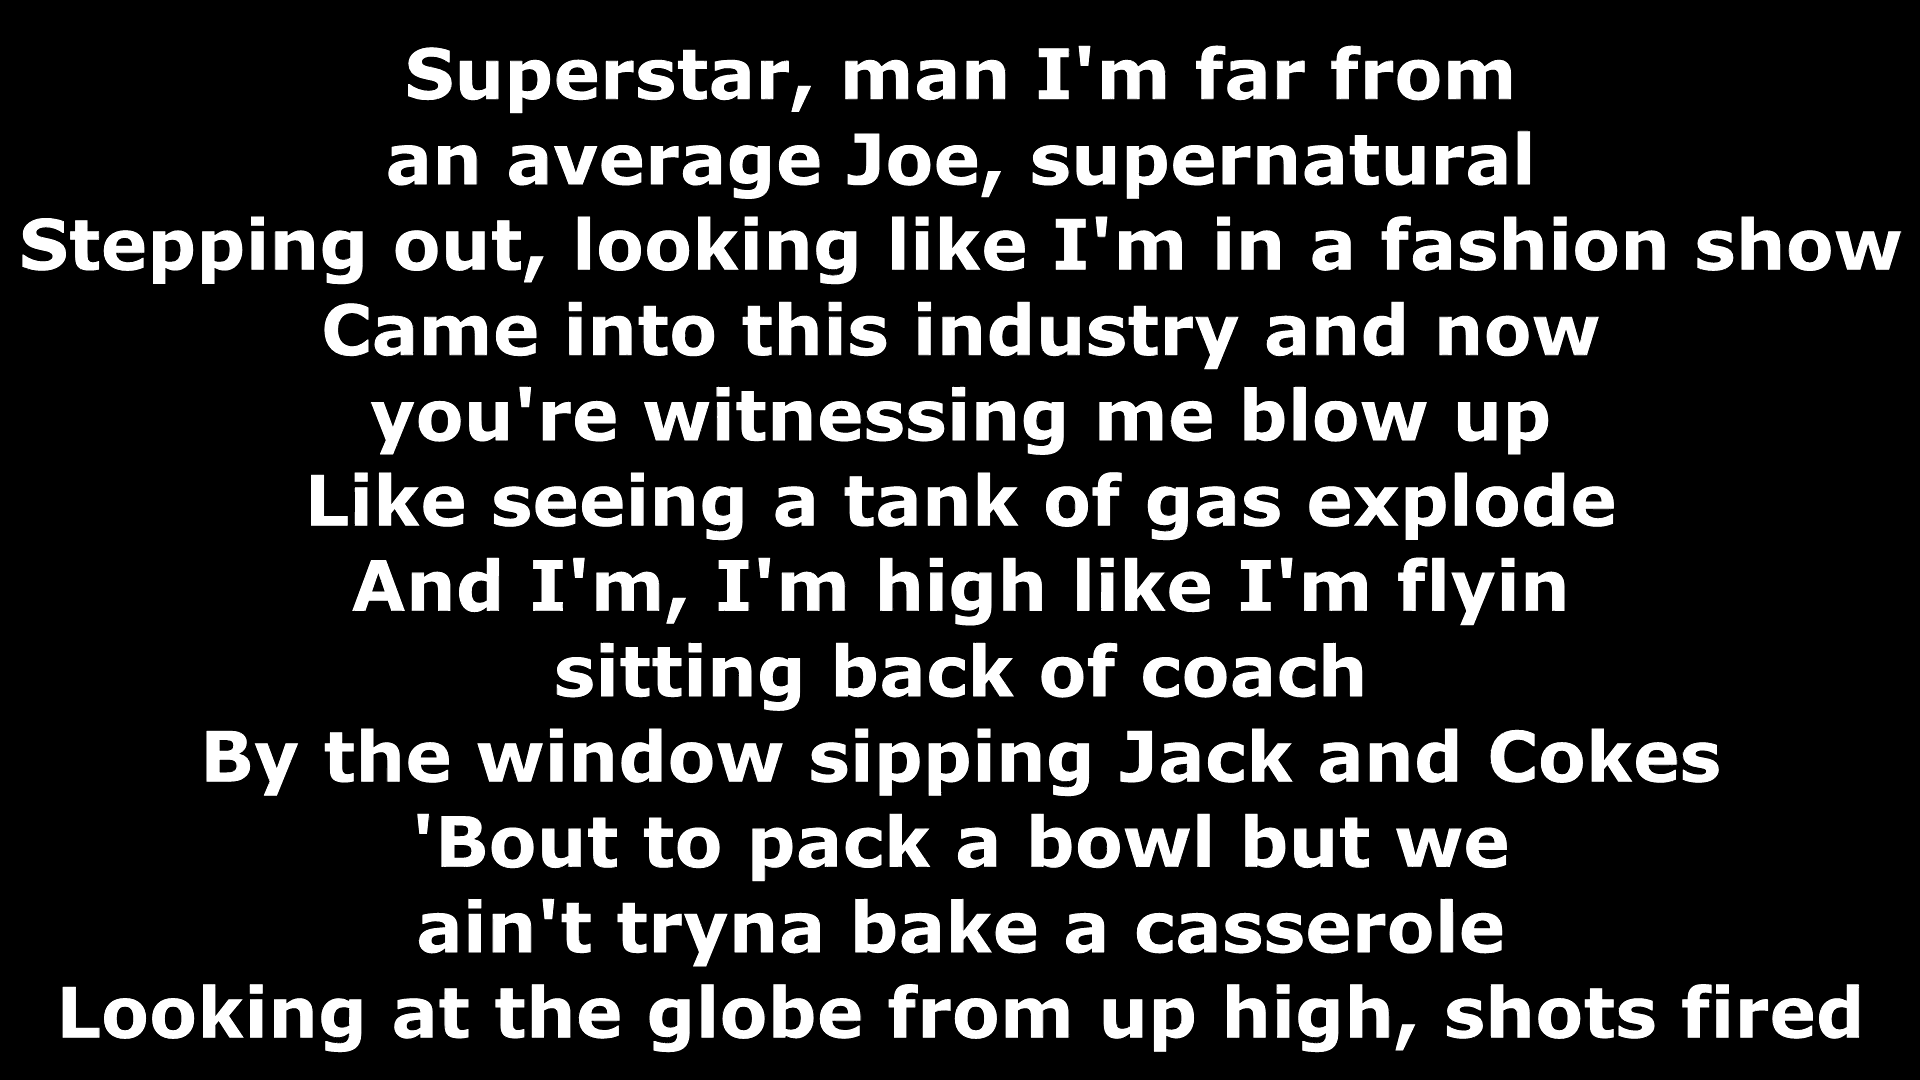 Superstar, man I'm far from
an average Joe, supernatural
Stepping out, looking like I'm in a fashion show
Came into this industry and now
you're witnessing me blow up
Like seeing a tank of gas explode
And I'm, I'm high like I'm flyin
sitting back of coach
By the window sipping Jack and Cokes
'Bout to pack a bowl but we
ain't tryna bake a casserole
Looking at the globe from up high, shots fired